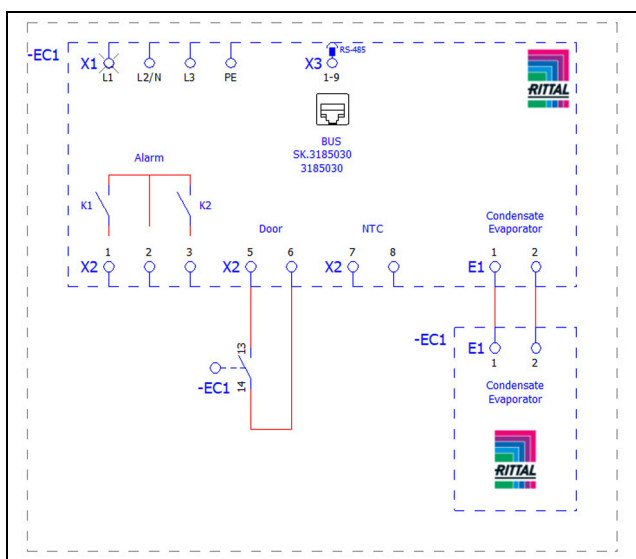 -EC1
X1
L1
L2/N
L3
PE
X3
RS-485
1-9
RITTAL
BUS
SK.3185030
3185030
Alarm
K1
K2
Door
NTC
Condensate
Evaporator
X2
1
2
3
X2
5
6
X2
7
8
E1
1
2
-EC1
E1
1
2
Condensate
Evaporator
RITTAL
13
14
-EC1